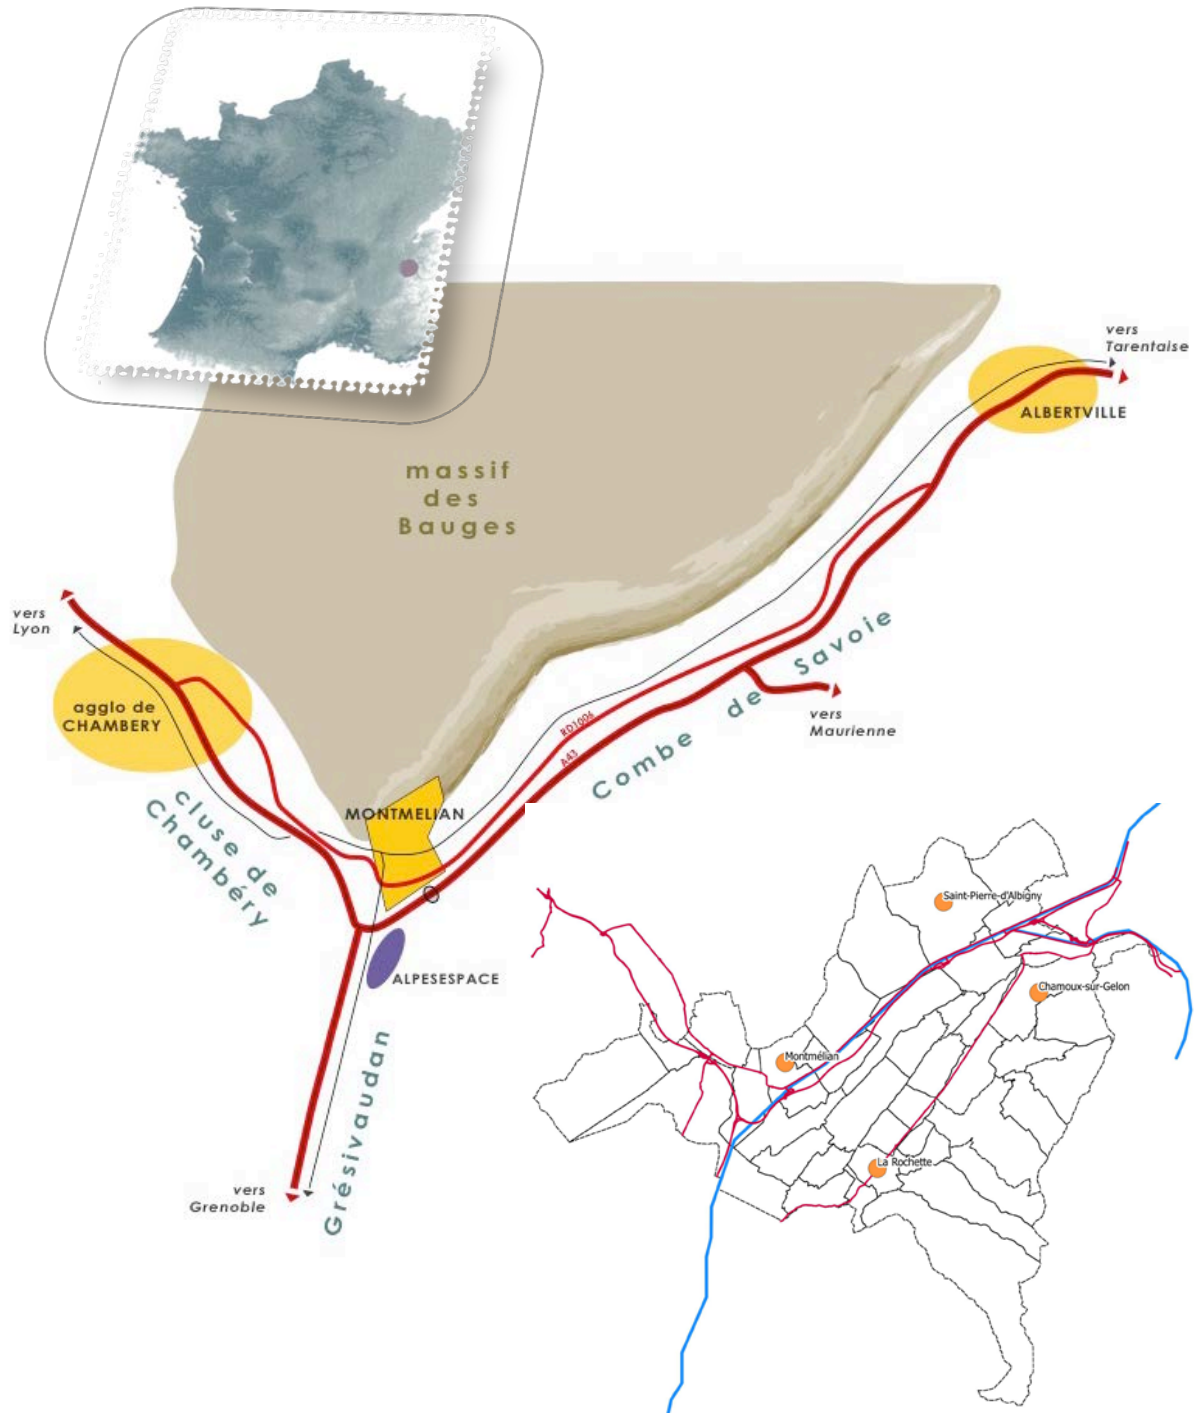 vers
Tarentaise
ALBERTVILLE
massif
des
Bauges
vers
Lyon
agglo de
CHAMBERY
Combe de Savoie
vers
Maurienne
RD1006
A43
MONTMELIAN
cluse de
Chambéry
ALPESESPACE
Grésivaudan
vers
Grenoble
Saint-Pierre-d'Albigny
Chamoux-sur-Gelon
Montmélian
La Rochette